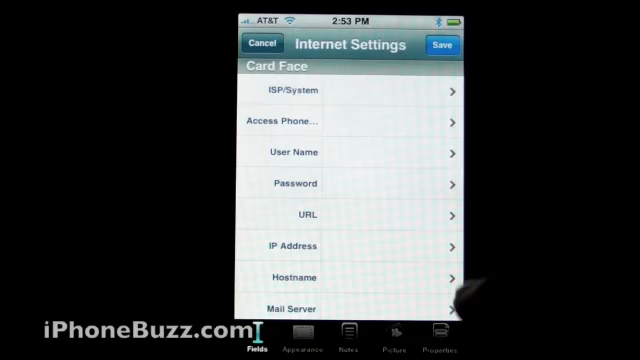 AT&T 2:53 PM
Cancel Internet Settings Save
Card Face
ISP/System
Access Phone...
User Name
Password
URL
IP Address
Hostname
Mail Server
iPhoneBuzz.com
Fields Appearance Notes Picture Properties